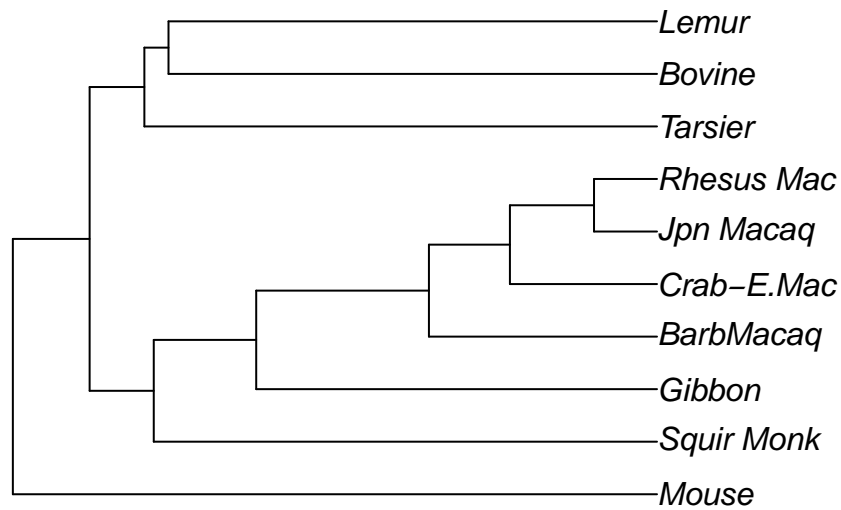 Lemur
Bovine
Tarsier
Rhesus Mac
Jpn Macaq
Crab−E.Mac
BarbMacaq
Gibbon
Squir Monk
Mouse